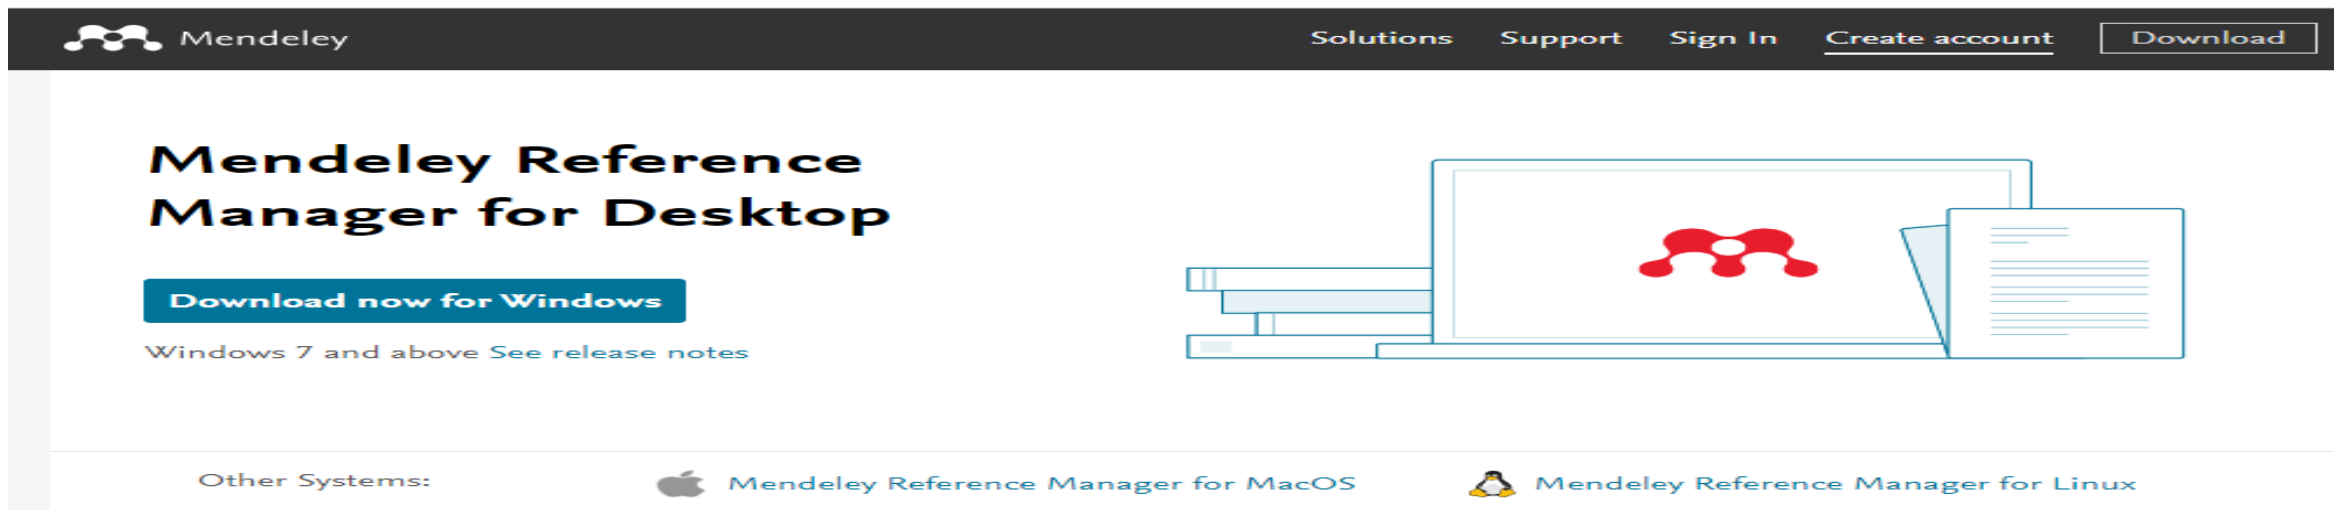 Mendeley
Solutions Support Sign In Create account Download
Mendeley Reference
Manager for Desktop
Download now for Windows
Windows 7 and above See release notes
Other Systems: Mendeley Reference Manager for MacOS Mendeley Reference Manager for Linux